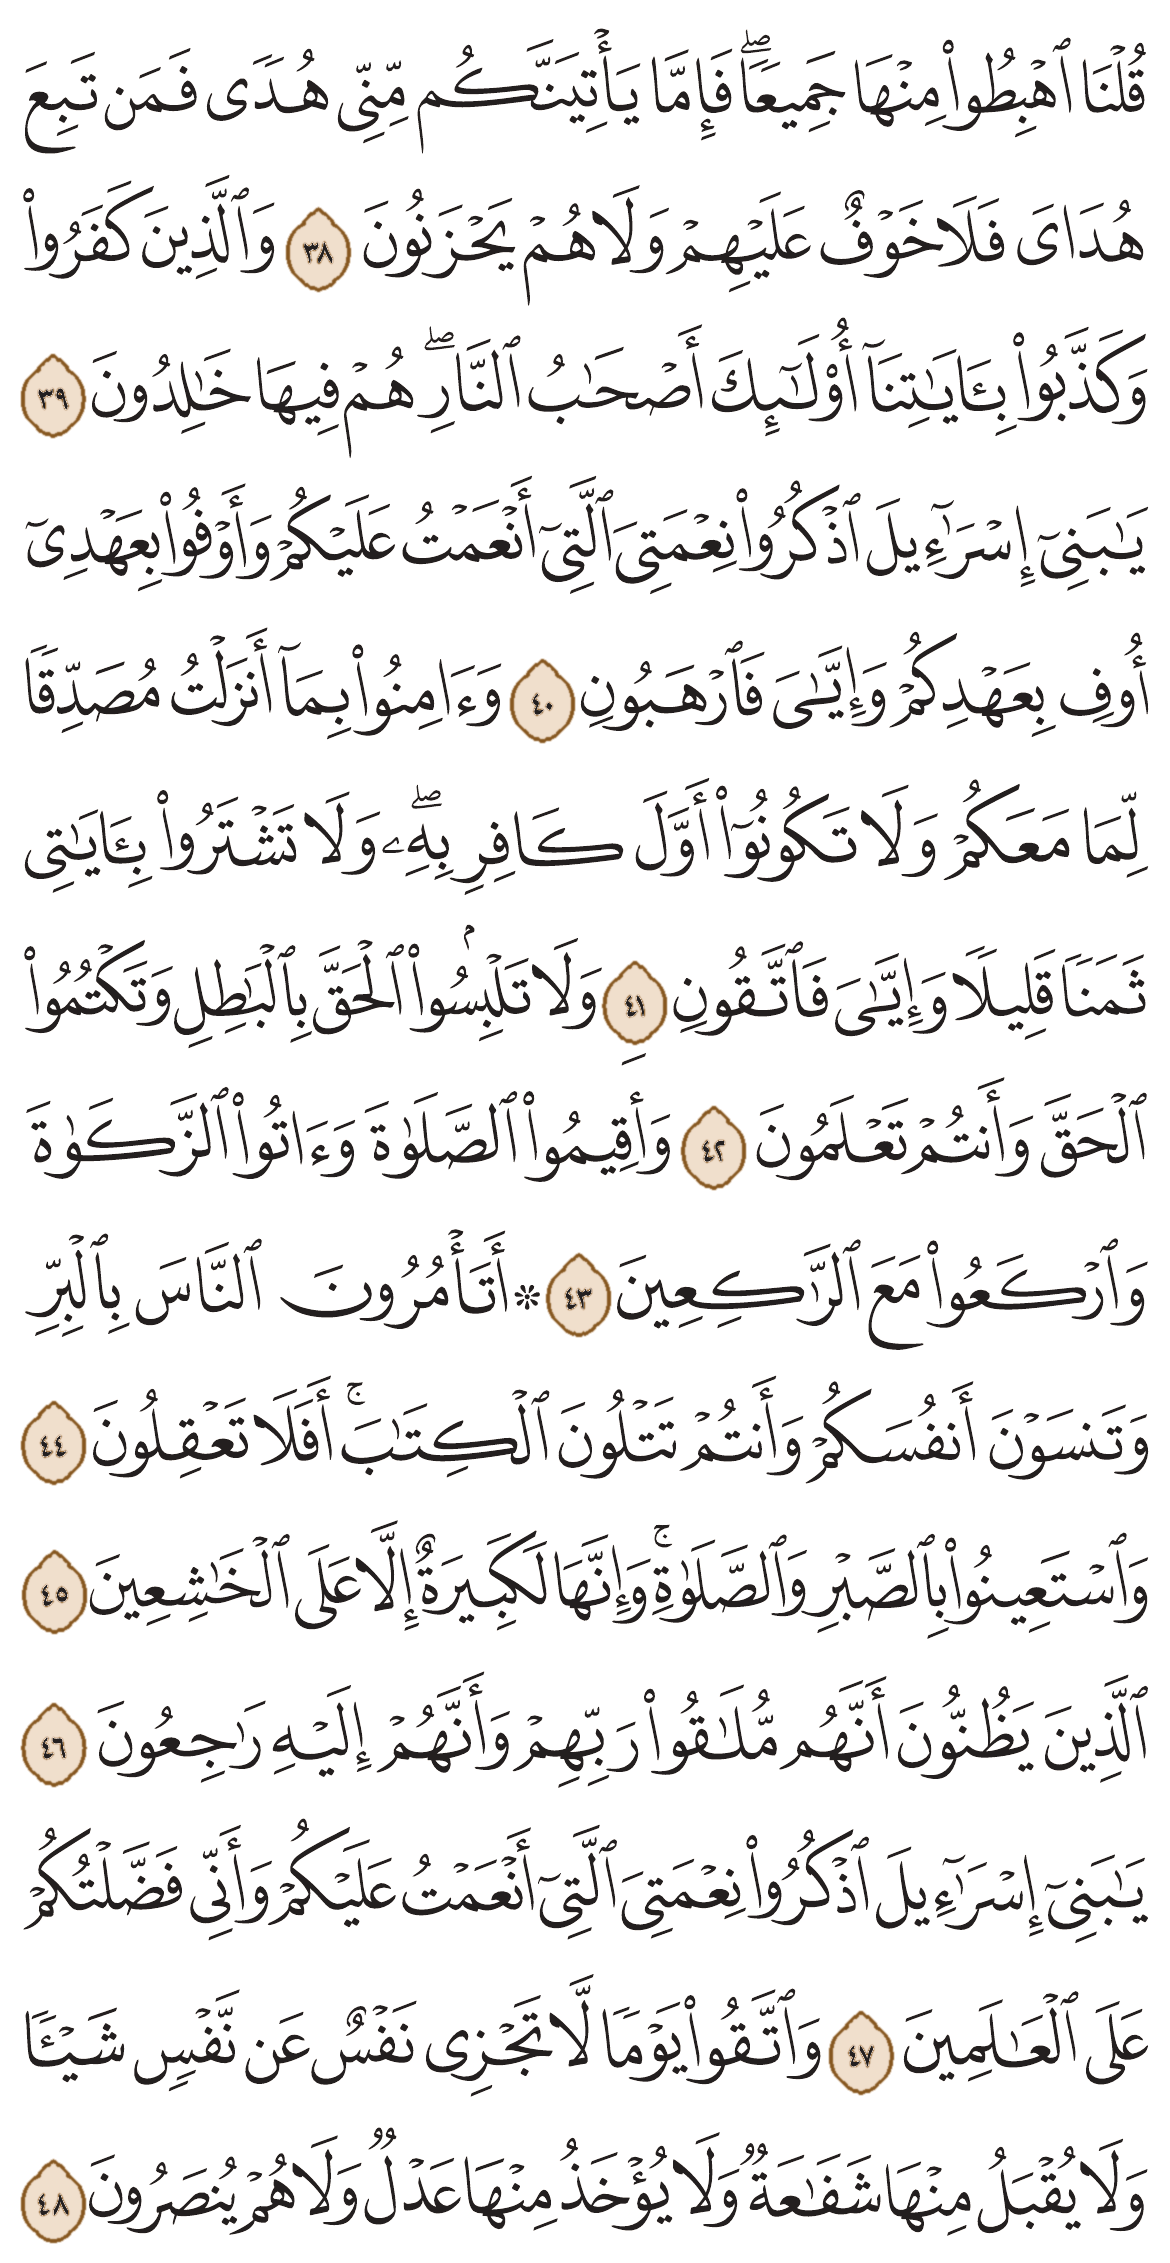 قُلۡنَا ٱهۡبِطُواْ مِنۡهَا جَمِيعٗاۖ فَإِمَّا يَأۡتِيَنَّكُم مِّنِّي هُدٗى فَمَن تَبِعَ
هُدَايَ فَلَا خَوۡفٌ عَلَيۡهِمۡ وَلَا هُمۡ يَحۡزَنُونَ ٣٨ وَٱلَّذِينَ كَفَرُواْ
وَكَذَّبُواْ بِـَٔايَٰتِنَآ أُوْلَٰٓئِكَ أَصۡحَٰبُ ٱلنَّارِۖ هُمۡ فِيهَا خَٰلِدُونَ ٣٩
يَٰبَنِيٓ إِسۡرَٰٓءِيلَ ٱذۡكُرُواْ نِعۡمَتِيَ ٱلَّتِيٓ أَنۡعَمۡتُ عَلَيۡكُمۡ وَأَوۡفُواْ بِعَهۡدِيٓ
أُوفِ بِعَهۡدِكُمۡ وَإِيَّٰيَ فَٱرۡهَبُونِ ٤٠ وَءَامِنُواْ بِمَآ أَنزَلۡتُ مُصَدِّقٗا
لِّمَا مَعَكُمۡ وَلَا تَكُونُوٓاْ أَوَّلَ كَافِرِۭ بِهِۦۖ وَلَا تَشۡتَرُواْ بِـَٔايَٰتِي
ثَمَنٗا قَلِيلٗا وَإِيَّٰيَ فَٱتَّقُونِ ٤١ وَلَا تَلۡبِسُواْ ٱلۡحَقَّ بِٱلۡبَٰطِلِ وَتَكۡتُمُواْ
ٱلۡحَقَّ وَأَنتُمۡ تَعۡلَمُونَ ٤٢ وَأَقِيمُواْ ٱلصَّلَوٰةَ وَءَاتُواْ ٱلزَّكَوٰةَ
وَٱرۡكَعُواْ مَعَ ٱلرَّٰكِعِينَ ٤٣ ۞ أَتَأۡمُرُونَ ٱلنَّاسَ بِٱلۡبِرِّ
وَتَنسَوۡنَ أَنفُسَكُمۡ وَأَنتُمۡ تَتۡلُونَ ٱلۡكِتَٰبَۚ أَفَلَا تَعۡقِلُونَ ٤٤
وَٱسۡتَعِينُواْ بِٱلصَّبۡرِ وَٱلصَّلَوٰةِۚ وَإِنَّهَا لَكَبِيرَةٌ إِلَّا عَلَى ٱلۡخَٰشِعِينَ ٤٥
ٱلَّذِينَ يَظُنُّونَ أَنَّهُم مُّلَٰقُواْ رَبِّهِمۡ وَأَنَّهُمۡ إِلَيۡهِ رَٰجِعُونَ ٤٦
يَٰبَنِيٓ إِسۡرَٰٓءِيلَ ٱذۡكُرُواْ نِعۡمَتِيَ ٱلَّتِيٓ أَنۡعَمۡتُ عَلَيۡكُمۡ وَأَنِّي فَضَّلۡتُكُمۡ
عَلَى ٱلۡعَٰلَمِينَ ٤٧ وَٱتَّقُواْ يَوۡمٗا لَّا تَجۡزِي نَفۡسٌ عَن نَّفۡسٖ شَيۡـٔٗا
وَلَا يُقۡبَلُ مِنۡهَا شَفَٰعَةٞ وَلَا يُؤۡخَذُ مِنۡهَا عَدۡلٞ وَلَا هُمۡ يُنصَرُونَ ٤٨